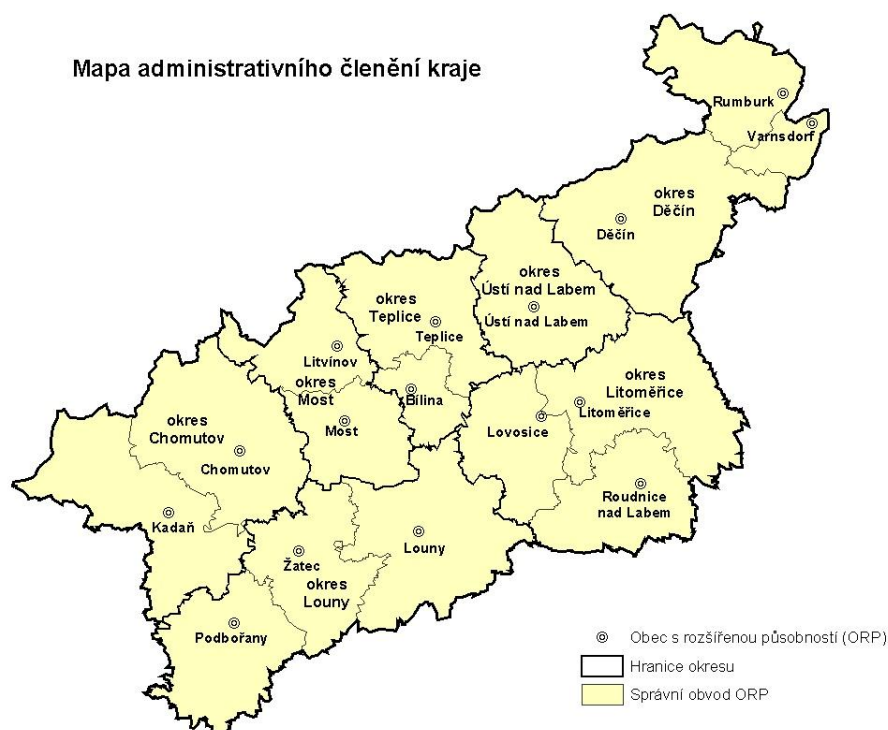 Mapa administrativního členění kraje
Rumburk
Varnsdorf
okres
Děčín
Děčín
okres
Ústí nad Labem
Ústí nad Labem
okres
Teplice
Teplice
Litvínov
okres
Most
Most
Bílina
okres
Litoměřice
Litoměřice
Lovosice
okres
Chomutov
Chomutov
Roudnice
nad Labem
Kadaň
Louny
Žatec
okres
Louny
Podbořany
Obec s rozšířenou působností (ORP)
Hranice okresu
Správní obvod ORP